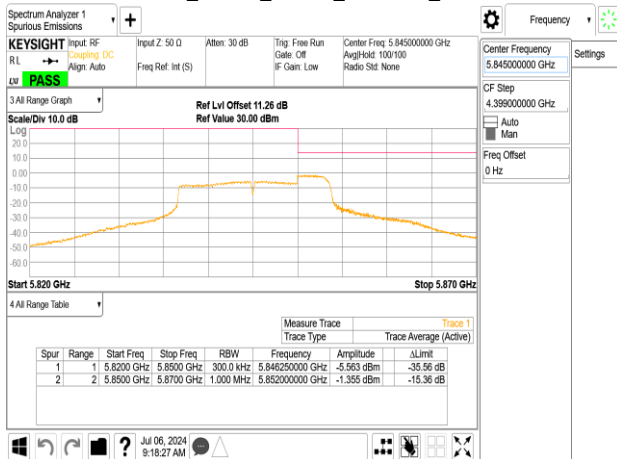 Spectrum Analyzer 1
Spurious Emissions
Frequency
KEYSIGHT
RL
LXI
PASS
Input: RF
Coupling: DC
Align: Auto
Input Z: 50 Ω
Freq Ref: Int (S)
Atten: 30 dB
Trig: Free Run
Gate: Off
IF Gain: Low
Center Freq: 5.845000000 GHz
Avg|Hold: 100/100
Radio Std: None
Center Frequency
5.845000000 GHz
Settings
CF Step
4.399000000 GHz
Auto
Man
Freq Offset
0 Hz
3 All Range Graph
Scale/Div 10.0 dB
Ref Lvl Offset 11.26 dB
Ref Value 30.00 dBm
Log
20.0
10.0
0.00
-10.0
-20.0
-30.0
-40.0
-50.0
-60.0
Start 5.820 GHz
Stop 5.870 GHz
4 All Range Table
Measure Trace Trace 1
Trace Type Trace Average (Active)
Spur Range Start Freq Stop Freq RBW Frequency Amplitude ΔLimit
1 1 5.8200 GHz 5.8500 GHz 300.0 kHz 5.846250000 GHz -5.563 dBm -35.56 dB
2 2 5.8500 GHz 5.8700 GHz 1.000 MHz 5.852000000 GHz -1.355 dBm -15.36 dB
Jul 06, 2024
9:18:27 AM